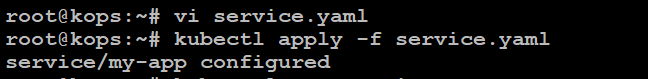 root@kops:~# vi service.yaml
root@kops:~# kubectl apply -f service.yaml
service/my-app configured